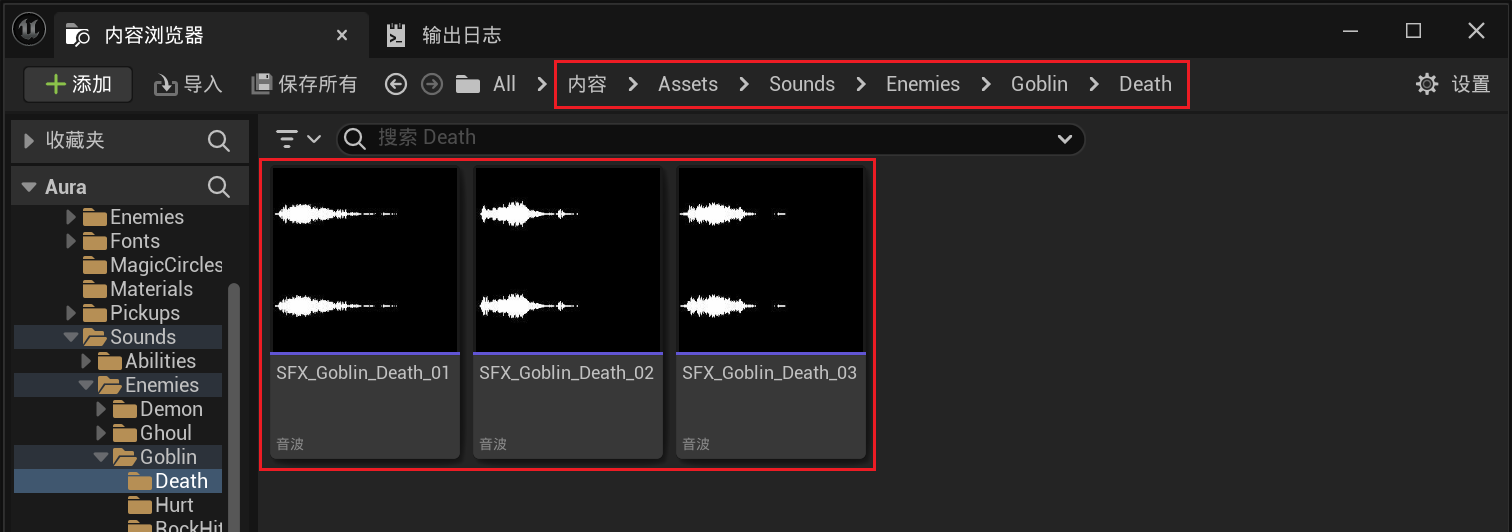 内容浏览器
输出日志
添加 导入 保存所有 All 内容 Assets Sounds Enemies Goblin Death 设置
收藏夹
搜索 Death
Aura
Enemies
Fonts
MagicCircles
Materials
Pickups
Sounds
Abilities
Enemies
Demon
Ghoul
Goblin
Death
Hurt
RockHit
SFX_Goblin_Death_01
音波
SFX_Goblin_Death_02
音波
SFX_Goblin_Death_03
音波